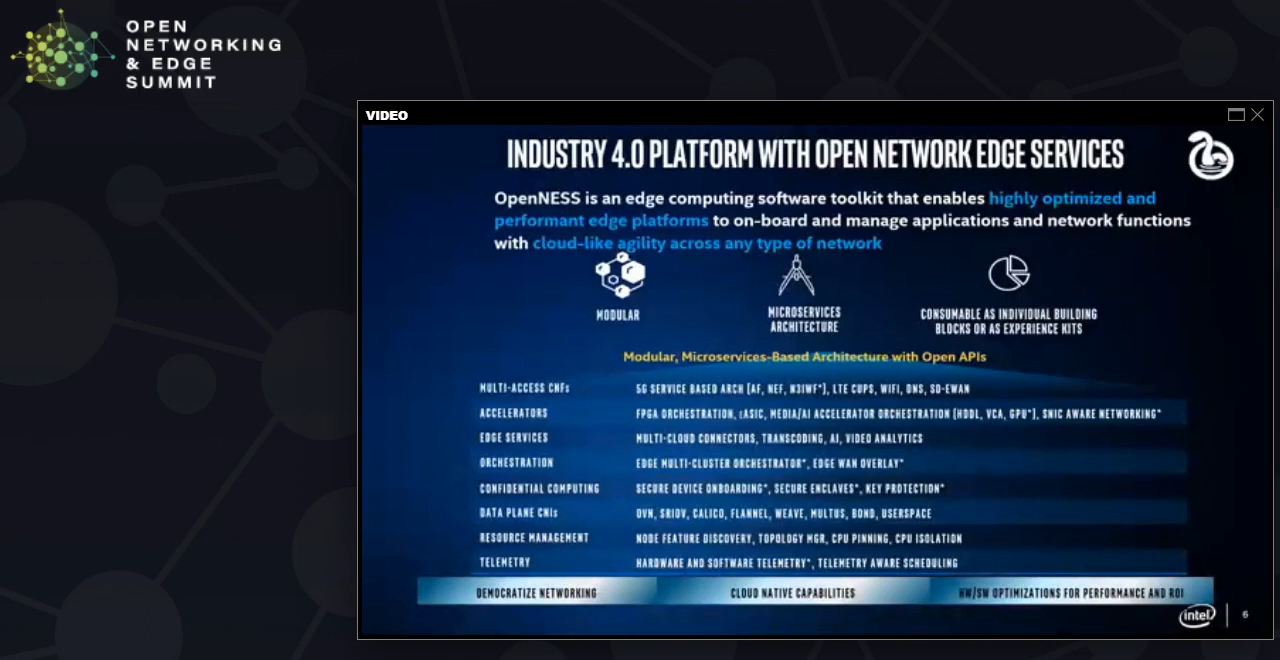 OPEN
NETWORKING
& EDGE
SUMMIT
VIDEO
INDUSTRY 4.0 PLATFORM WITH OPEN NETWORK EDGE SERVICES
OpenNESS is an edge computing software toolkit that enables highly optimized and
performant edge platforms to on-board and manage applications and network functions
with cloud-like agility across any type of network
MODULAR
MICROSERVICES
ARCHITECTURE
CONSUMABLE AS INDIVIDUAL BUILDING
BLOCKS OR AS EXPERIENCE KITS
Modular, Microservices-Based Architecture with Open APIs
MULTI-ACCESS CNFs 5G SERVICE BASED ARCH [AF, NEF, N3IWF*], LTE CUPS, WIFI, DNS, SD-EWAN
ACCELERATORS FPGA ORCHESTRATION, eASIC, MEDIA/AI ACCELERATOR ORCHESTRATION [HDDL, VCA, GPU*], SNIC AWARE NETWORKING*
EDGE SERVICES MULTI-CLOUD CONNECTORS, TRANSCODING, AI, VIDEO ANALYTICS
ORCHESTRATION EDGE MULTI-CLUSTER ORCHESTRATOR*, EDGE WAN OVERLAY*
CONFIDENTIAL COMPUTING SECURE DEVICE ONBOARDING*, SECURE ENCLAVES*, KEY PROTECTION*
DATA PLANE CNIs OVN, SRIOV, CALICO, FLANNEL, WEAVE, MULTUS, BOND, USERSPACE
RESOURCE MANAGEMENT NODE FEATURE DISCOVERY, TOPOLOGY MGR, CPU PINNING, CPU ISOLATION
TELEMETRY HARDWARE AND SOFTWARE TELEMETRY*, TELEMETRY AWARE SCHEDULING
DEMOCRATIZE NETWORKING CLOUD NATIVE CAPABILITIES HW/SW OPTIMIZATIONS FOR PERFORMANCE AND ROI
intel 6